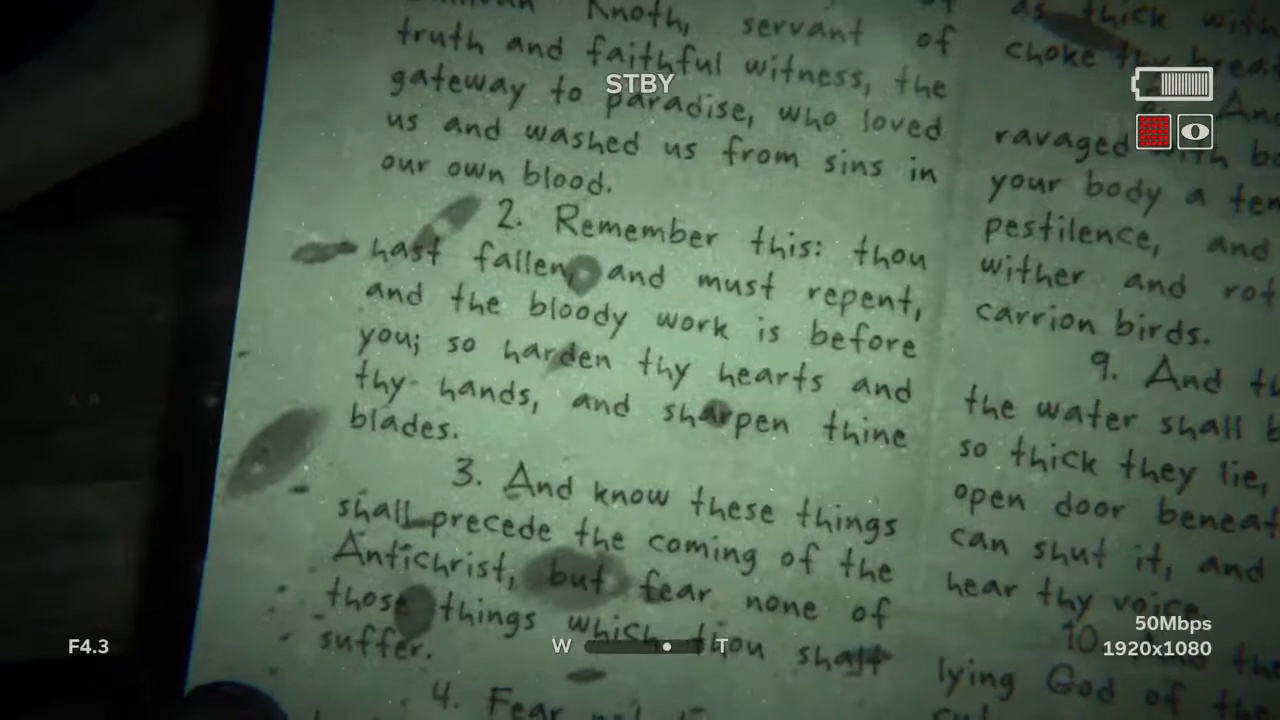 Knoth, servant of
truth and faithful witness, the
gateway to paradise, who loved
us and washed us from sins in
our own blood.
2. Remember this: thou
hast fallen, and must repent,
and the bloody work is before
you; so harden thy hearts and
thy hands, and sharpen thine
blades.
3. And know these things
shall precede the coming of the
Antichrist, but fear none of
those things which thou shalt
suffer.
4. Fear
as thick with
choke thy
And
ravaged with
your body a
pestilence, and
wither and rot
carrion birds.
9. And
the water shall
so thick they lie,
open door
can shut it, and
hear thy voice
10
lying God of
STBY
F4.3
W T
50Mbps
1920x1080